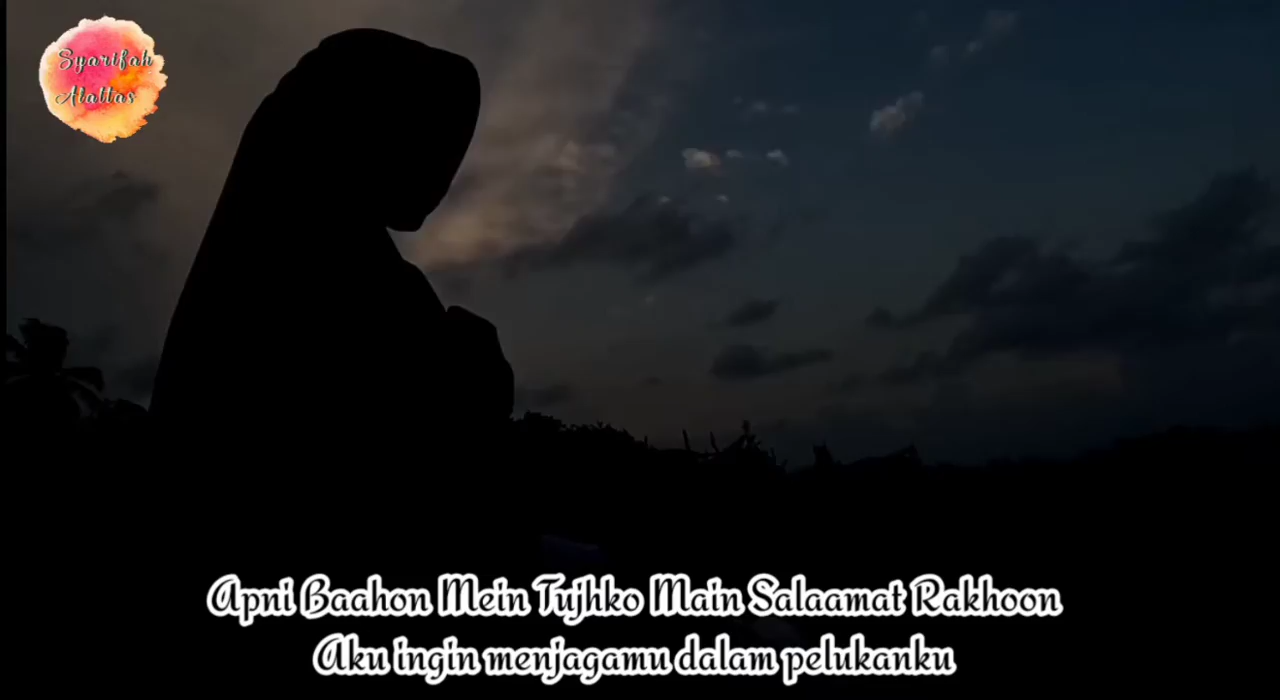 Syarifah
Alattas
Apni Baahon Mein Tujhko Main Salaamat Rakhoon
Aku ingin menjagamu dalam pelukanku